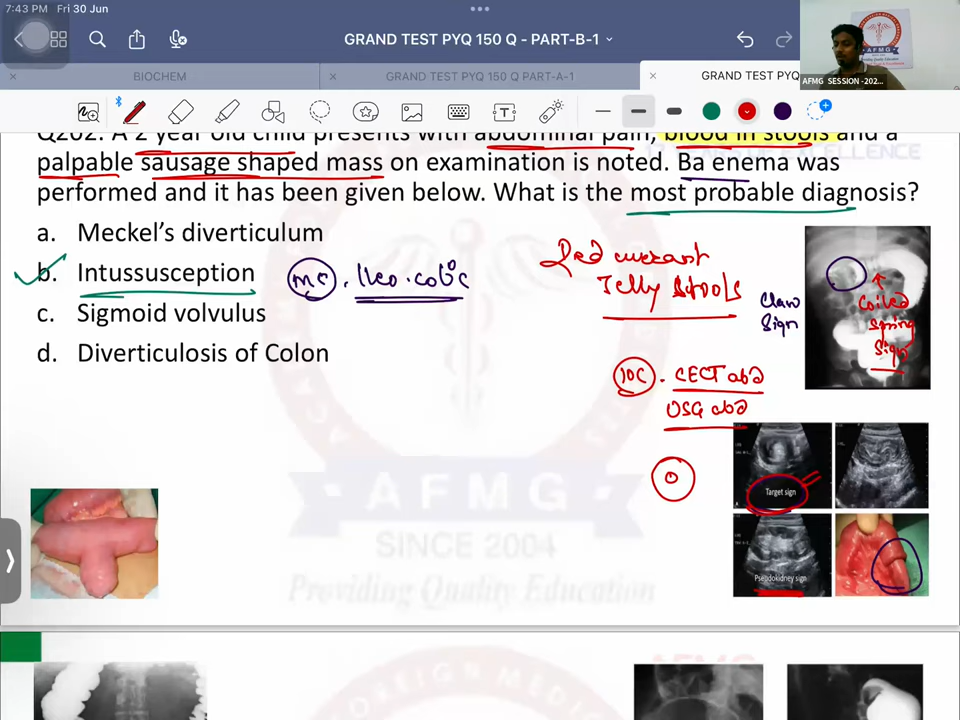 7:43 PM Fri 30 Jun
GRAND TEST PYQ 150 Q - PART-B-1
BIOCHEM
GRAND TEST PYQ 150 Q PART-A-1
GRAND TEST PYQ
AFMG
AFMG SESSION -202...
Q202. A 2 year old child presents with abdominal pain, blood in stools and a
palpable sausage shaped mass on examination is noted. Ba enema was
performed and it has been given below. What is the most probable diagnosis?
a. Meckel's diverticulum
b. Intussusception
MC. Ileo-colic
c. Sigmoid volvulus
d. Diverticulosis of Colon
Red currant
Jelly Stools
Claw
Sign
Coiled
Spring
Sign
IOC. CECT abd
USG abd
Target sign
Pseudokidney sign
AFMG
SINCE 2004
Providing Quality Education